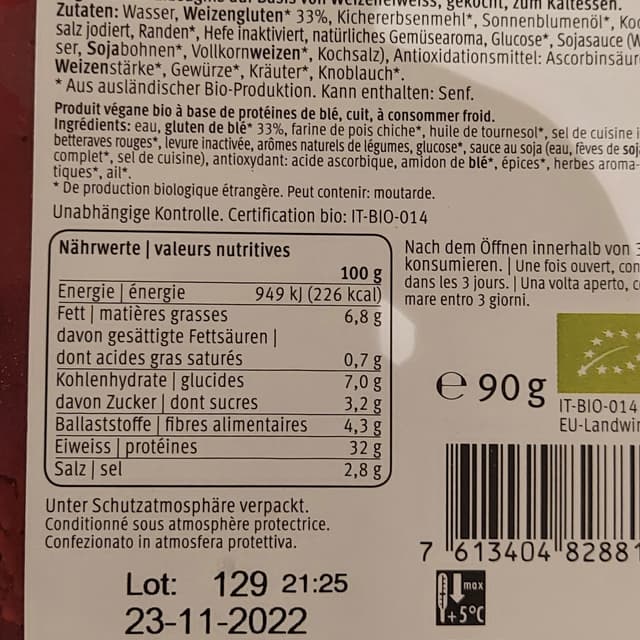 Zutaten: Wasser, Weizengluten* 33%, Kichererbsenmehl*, Sonnenblumenöl*,
salz jodiert, Randen*, Hefe inaktiviert, natürliches Gemüsearoma, Glucose*, Sojasauce
ser, Sojabohnen*, Vollkornweizen*, Kochsalz), Antioxidationsmittel:
Weizenstärke*, Gewürze*, Kräuter*, Knoblauch*.
* Aus ausländischer Bio-Produktion. Kann enthalten: Senf.
Produit végane bio à base de protéines de blé, cuit, à consommer froid.
Ingrédients: eau, gluten de blé* 33%, farine de pois chiche*, huile de tournesol*, sel de cuisine
betteraves rouges*, levure inactivée, arômes naturels de légumes, glucose*, sauce au soja (eau, fèves de
complet*, sel de cuisine), antioxydant: acide ascorbique, amidon de blé*, épices*, herbes aroma-
tiques*, ail*.
* De production biologique étrangère. Peut contenir: moutarde.
Unabhängige Kontrolle. Certification bio: IT-BIO-014
Nährwerte | valeurs nutritives
100 g
Energie | énergie 949 kJ (226 kcal)
Fett | matières grasses 6,8 g
davon gesättigte Fettsäuren |
dont acides gras saturés 0,7 g
Kohlenhydrate | glucides 7,0 g
davon Zucker | dont sucres 3,2 g
Ballaststoffe | fibres alimentaires 4,3 g
Eiweiss | protéines 32 g
Salz | sel 2,8 g
Nach dem Öffnen innerhalb von
konsumieren. | Une fois ouvert,
dans les 3 jours. | Una volta aperto,
mare entro 3 giorni.
e 90 g
IT-BIO-014
Unter Schutzatmosphäre verpackt.
Conditionné sous atmosphère protectrice.
Confezionato in atmosfera protettiva.
7 613404 8288
Lot: 129 21:25
23-11-2022
max
+5°C